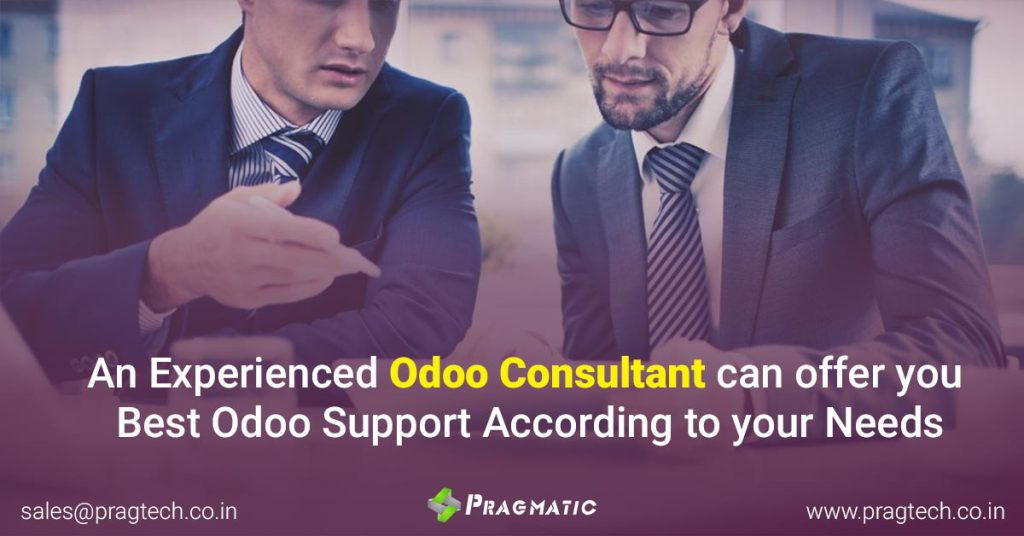 An Experienced Odoo Consultant can offer you
Best Odoo Support According to your Needs
sales@pragtech.co.in
PRAGMATIC
www.pragtech.co.in